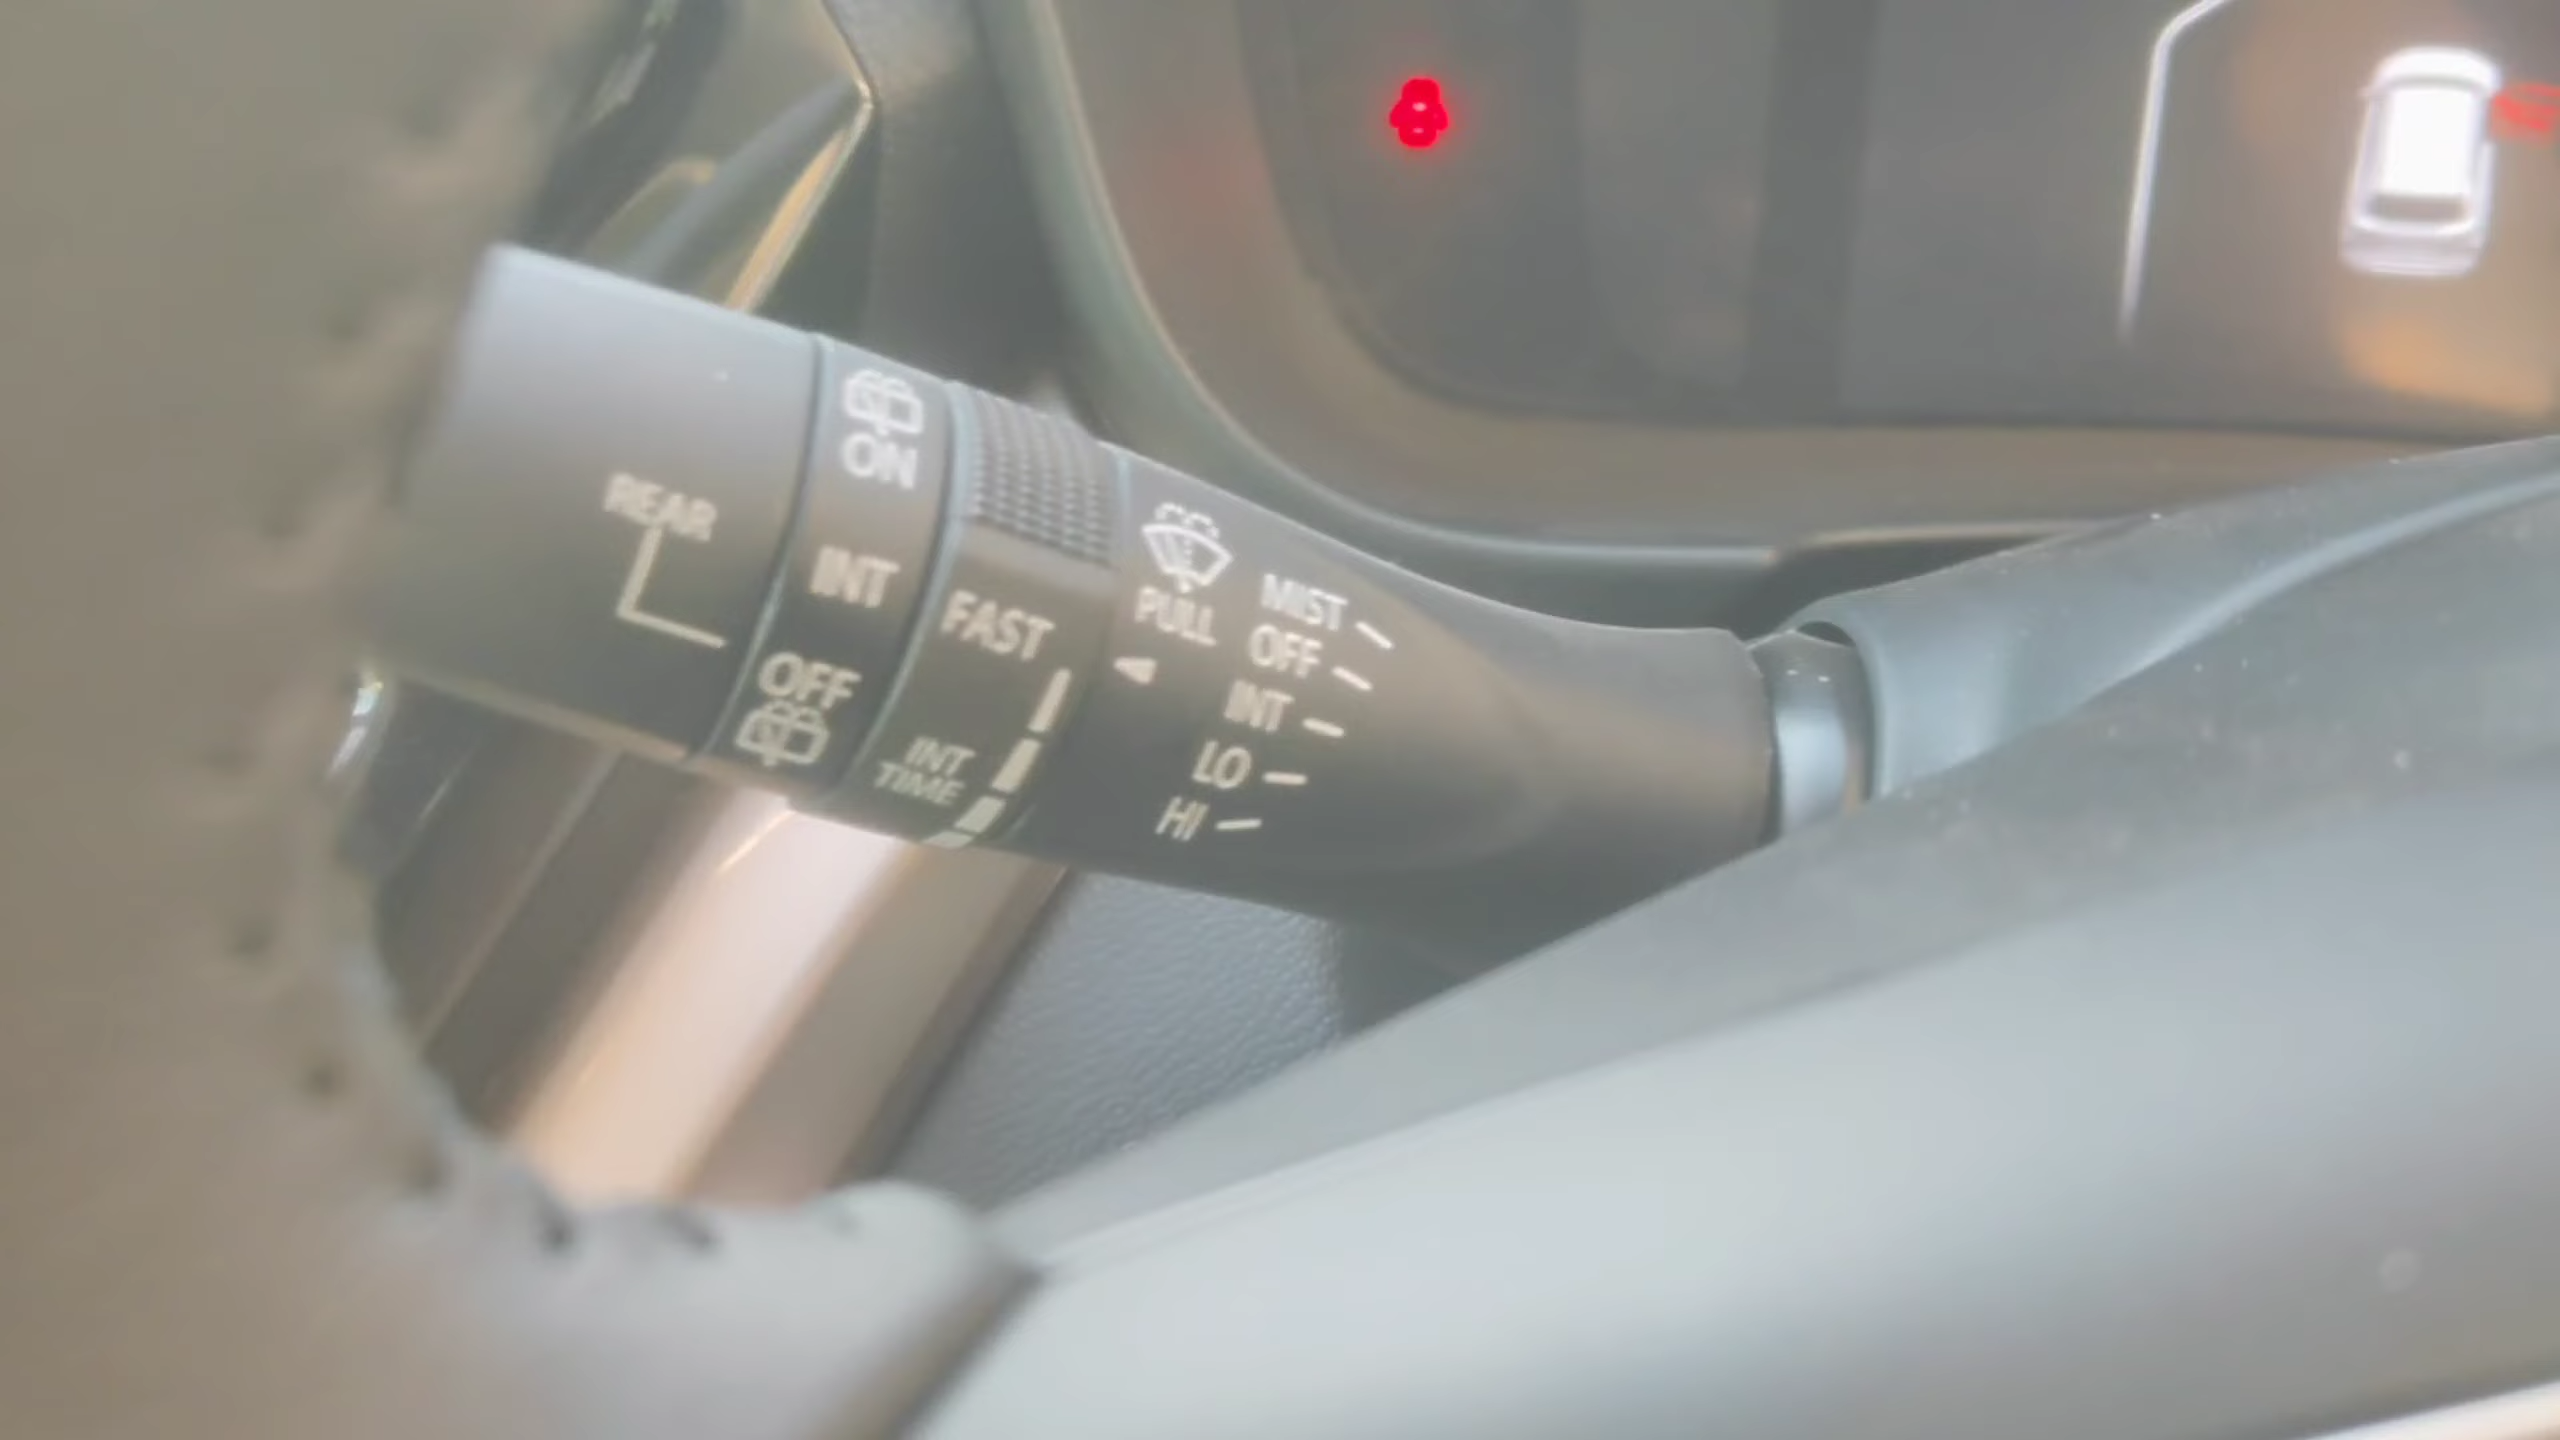 REAR
ON
INT
OFF
FAST
INT
TIME
PULL
MIST
OFF
INT
LO
HI